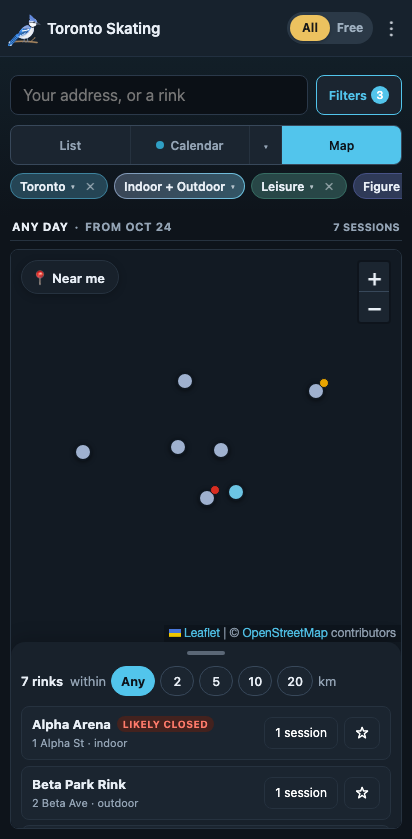 Toronto Skating
All Free
Your address, or a rink
Filters 3
List
Calendar
Map
Toronto
Indoor + Outdoor
Leisure
Figure
ANY DAY · FROM OCT 24
7 SESSIONS
Near me
+
−
Leaflet | © OpenStreetMap contributors
7 rinks within Any 2 5 10 20 km
Alpha Arena LIKELY CLOSED
1 Alpha St · indoor
1 session
Beta Park Rink
2 Beta Ave · outdoor
1 session